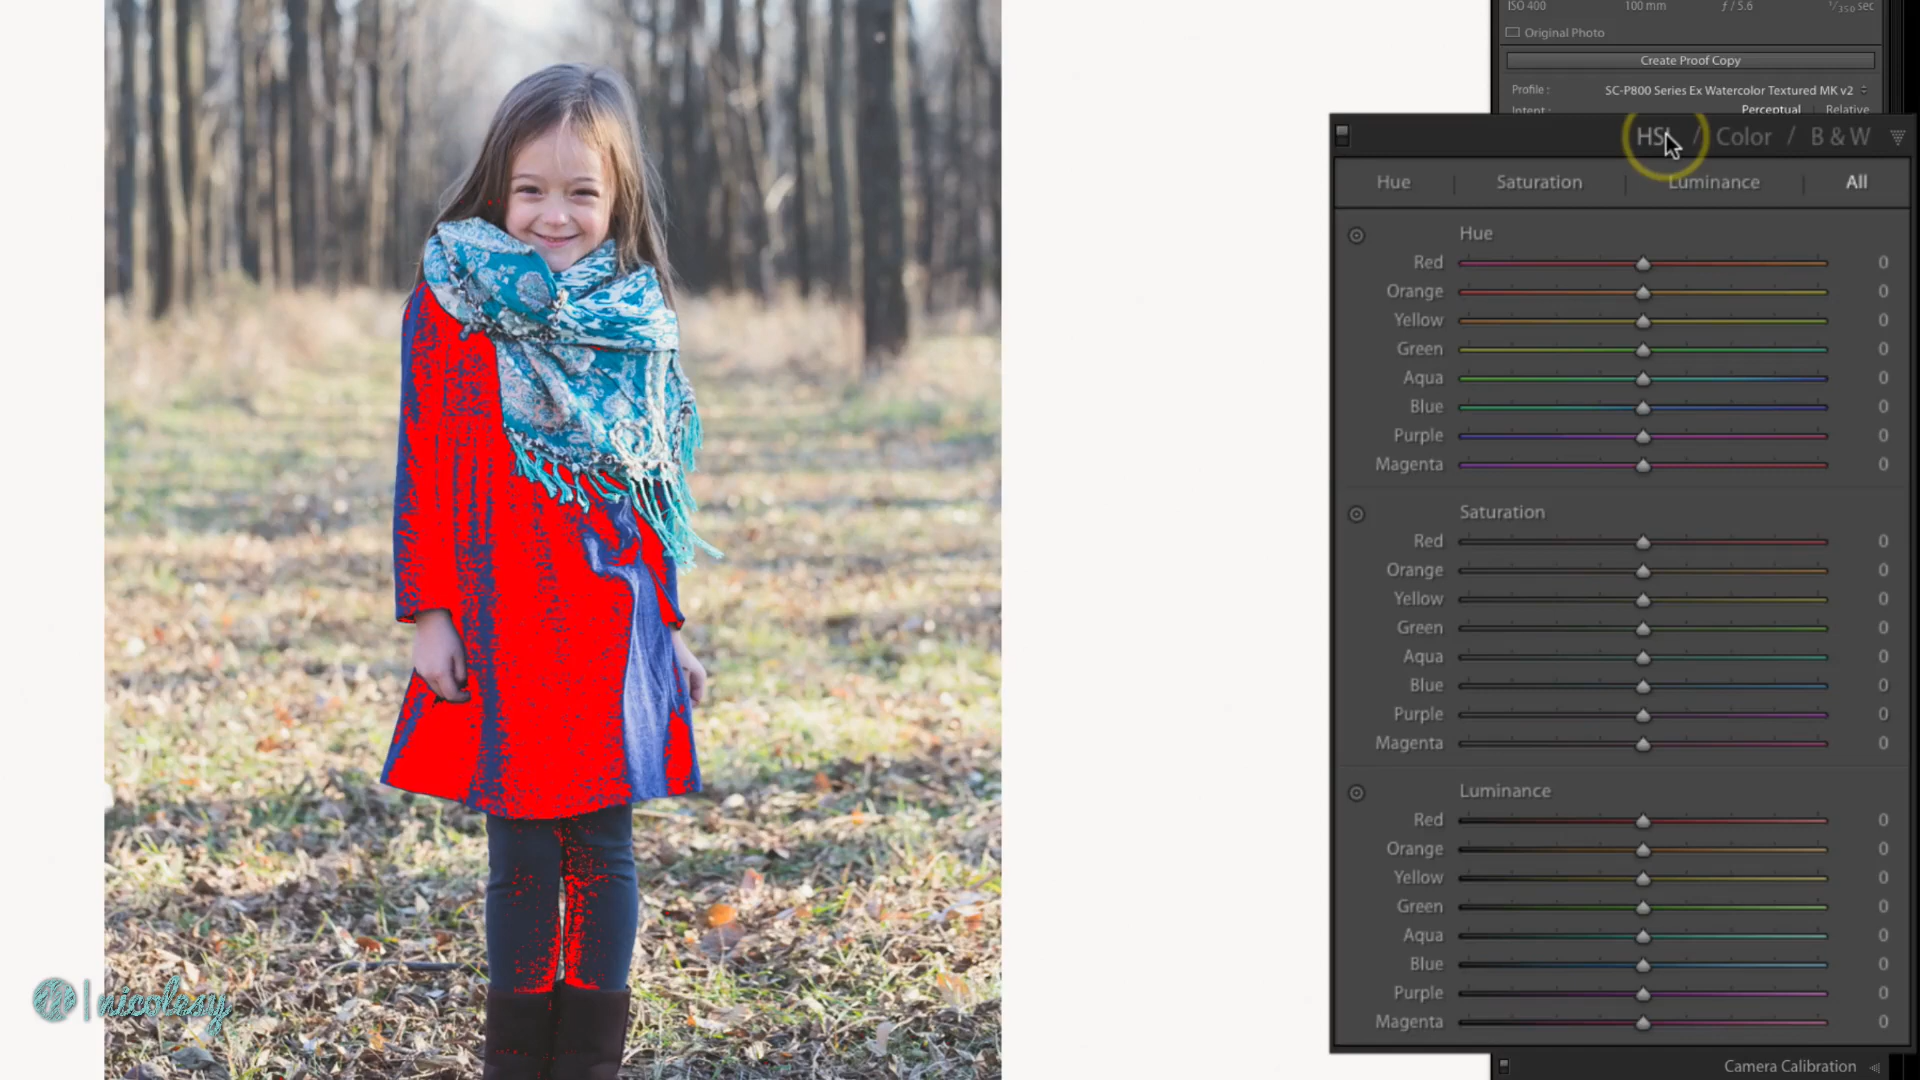 ISO 400 100 mm ƒ / 5.6 1/350 sec
Original Photo
Create Proof Copy
Profile : SC-P800 Series Ex Watercolor Textured MK v2
Intent : Perceptual Relative
HSL / Color / B & W
Hue Saturation Luminance All
Hue
Red 0
Orange 0
Yellow 0
Green 0
Aqua 0
Blue 0
Purple 0
Magenta 0
Saturation
Red 0
Orange 0
Yellow 0
Green 0
Aqua 0
Blue 0
Purple 0
Magenta 0
Luminance
Red 0
Orange 0
Yellow 0
Green 0
Aqua 0
Blue 0
Purple 0
Magenta 0
Camera Calibration
nicolesy